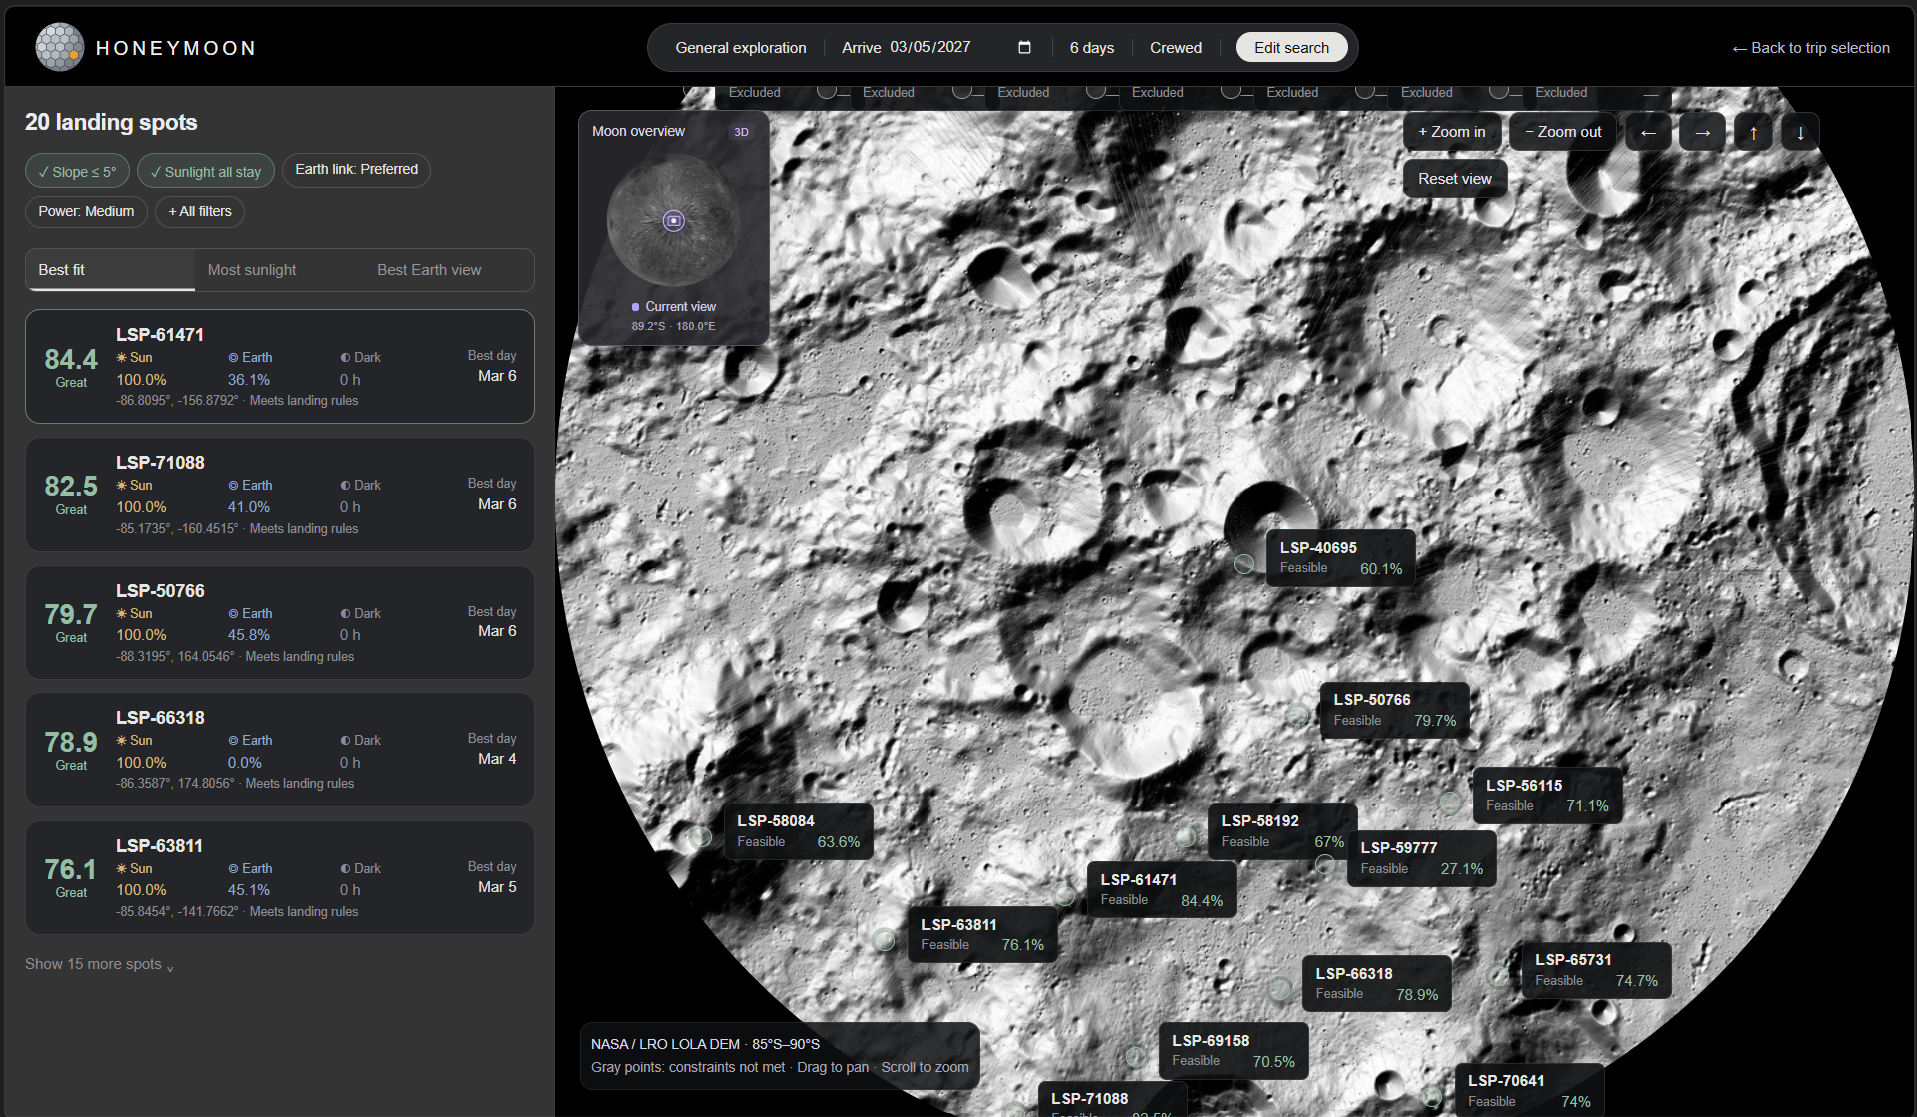 HONEYMOON
General exploration
Arrive 03/05/2027
6 days
Crewed
Edit search
← Back to trip selection
20 landing spots
✓ Slope ≤ 5°
✓ Sunlight all stay
Earth link: Preferred
Power: Medium
+ All filters
Best fit
Most sunlight
Best Earth view
84.4
Great
LSP-61471
☀ Sun
Earth
Dark
100.0%
36.1%
0 h
Best day
Mar 6
-86.8095°, -156.8792° · Meets landing rules
82.5
Great
LSP-71088
☀ Sun
Earth
Dark
100.0%
41.0%
0 h
Best day
Mar 6
-85.1735°, -160.4515° · Meets landing rules
79.7
Great
LSP-50766
☀ Sun
Earth
Dark
100.0%
45.8%
0 h
Best day
Mar 6
-88.3195°, 164.0546° · Meets landing rules
78.9
Great
LSP-66318
☀ Sun
Earth
Dark
100.0%
0.0%
0 h
Best day
Mar 4
-86.3587°, 174.8056° · Meets landing rules
76.1
Great
LSP-63811
☀ Sun
Earth
Dark
100.0%
45.1%
0 h
Best day
Mar 5
-85.8454°, -141.7662° · Meets landing rules
Show 15 more spots
Excluded —
Excluded —
Excluded —
Excluded —
Excluded —
Excluded —
Excluded —
Moon overview
3D
Current view
89.2°S · 180.0°E
+ Zoom in
− Zoom out
←
→
↑
↓
Reset view
LSP-40695
Feasible 60.1%
LSP-50766
Feasible 79.7%
LSP-56115
Feasible 71.1%
LSP-58084
Feasible 63.6%
LSP-58192
Feasible 67%
LSP-59777
Feasible 27.1%
LSP-61471
Feasible 84.4%
LSP-63811
Feasible 76.1%
LSP-65731
Feasible 74.7%
LSP-66318
Feasible 78.9%
LSP-69158
Feasible 70.5%
LSP-70641
Feasible 74%
LSP-71088
Feasible 82.5%
NASA / LRO LOLA DEM · 85°S–90°S
Gray points: constraints not met · Drag to pan · Scroll to zoom